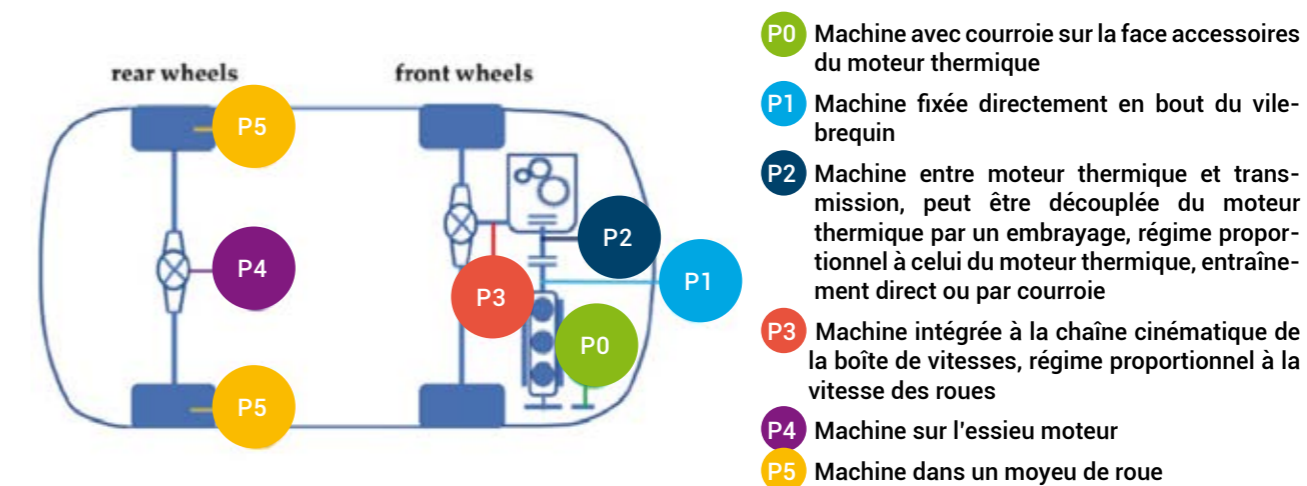 rear wheels
front wheels
P5
P4
P5
P2
P1
P3
P0
P0 Machine avec courroie sur la face accessoires
du moteur thermique
P1 Machine fixée directement en bout du vile-
brequin
P2 Machine entre moteur thermique et trans-
mission, peut être découplée du moteur
thermique par un embrayage, régime propor-
tionnel à celui du moteur thermique, entraîne-
ment direct ou par courroie
P3 Machine intégrée à la chaîne cinématique de
la boîte de vitesses, régime proportionnel à la
vitesse des roues
P4 Machine sur l'essieu moteur
P5 Machine dans un moyeu de roue